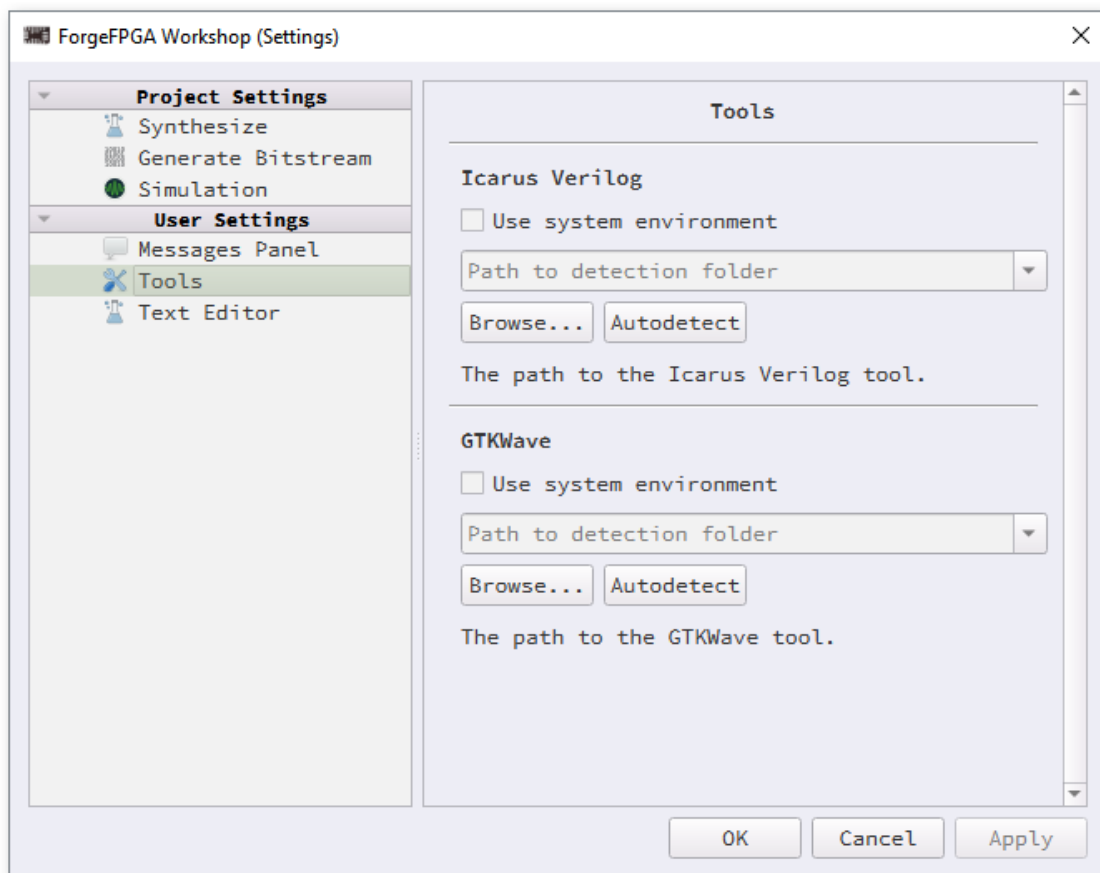 ForgeFPGA Workshop (Settings)
Project Settings
Synthesize
Generate Bitstream
Simulation
User Settings
Messages Panel
Tools
Text Editor
Tools
Icarus Verilog
Use system environment
Path to detection folder
Browse... Autodetect
The path to the Icarus Verilog tool.
GTKWave
Use system environment
Path to detection folder
Browse... Autodetect
The path to the GTKWave tool.
OK Cancel Apply